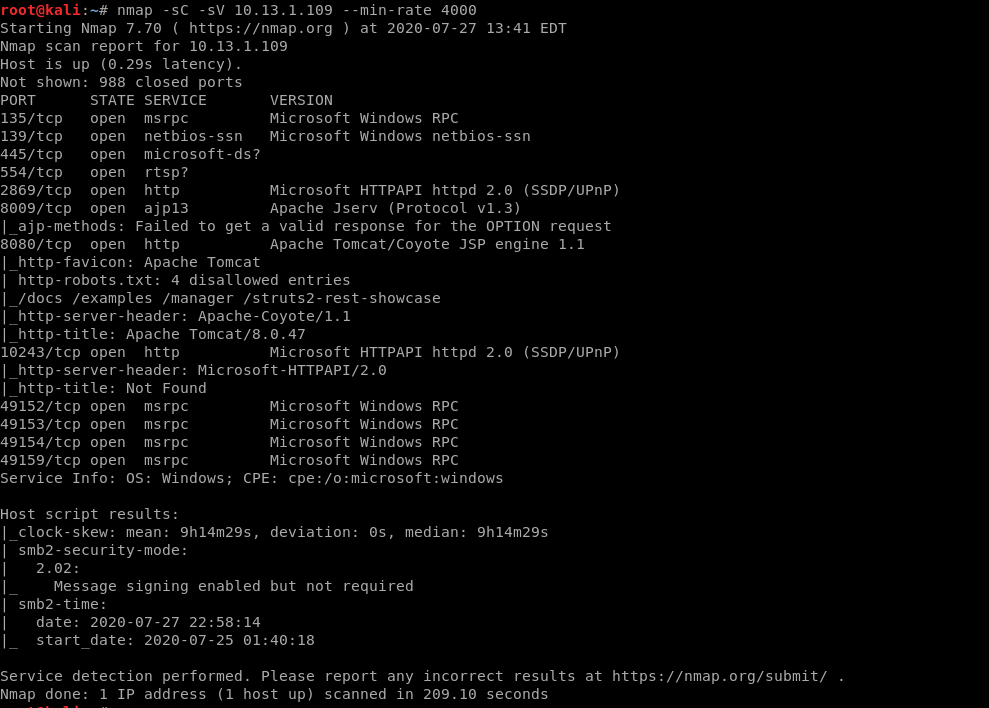 root@kali:~# nmap -sC -sV 10.13.1.109 --min-rate 4000
Starting Nmap 7.70 ( https://nmap.org ) at 2020-07-27 13:41 EDT
Nmap scan report for 10.13.1.109
Host is up (0.29s latency).
Not shown: 988 closed ports
PORT      STATE SERVICE       VERSION
135/tcp   open  msrpc         Microsoft Windows RPC
139/tcp   open  netbios-ssn   Microsoft Windows netbios-ssn
445/tcp   open  microsoft-ds?
554/tcp   open  rtsp?
2869/tcp  open  http          Microsoft HTTPAPI httpd 2.0 (SSDP/UPnP)
8009/tcp  open  ajp13         Apache Jserv (Protocol v1.3)
|_ajp-methods: Failed to get a valid response for the OPTION request
8080/tcp  open  http          Apache Tomcat/Coyote JSP engine 1.1
|_http-favicon: Apache Tomcat
| http-robots.txt: 4 disallowed entries
|_/docs /examples /manager /struts2-rest-showcase
|_http-server-header: Apache-Coyote/1.1
|_http-title: Apache Tomcat/8.0.47
10243/tcp open  http          Microsoft HTTPAPI httpd 2.0 (SSDP/UPnP)
|_http-server-header: Microsoft-HTTPAPI/2.0
|_http-title: Not Found
49152/tcp open  msrpc         Microsoft Windows RPC
49153/tcp open  msrpc         Microsoft Windows RPC
49154/tcp open  msrpc         Microsoft Windows RPC
49159/tcp open  msrpc         Microsoft Windows RPC
Service Info: OS: Windows; CPE: cpe:/o:microsoft:windows

Host script results:
|_clock-skew: mean: 9h14m29s, deviation: 0s, median: 9h14m29s
| smb2-security-mode:
|   2.02:
|_    Message signing enabled but not required
| smb2-time:
|   date: 2020-07-27 22:58:14
|_  start_date: 2020-07-25 01:40:18

Service detection performed. Please report any incorrect results at https://nmap.org/submit/ .
Nmap done: 1 IP address (1 host up) scanned in 209.10 seconds